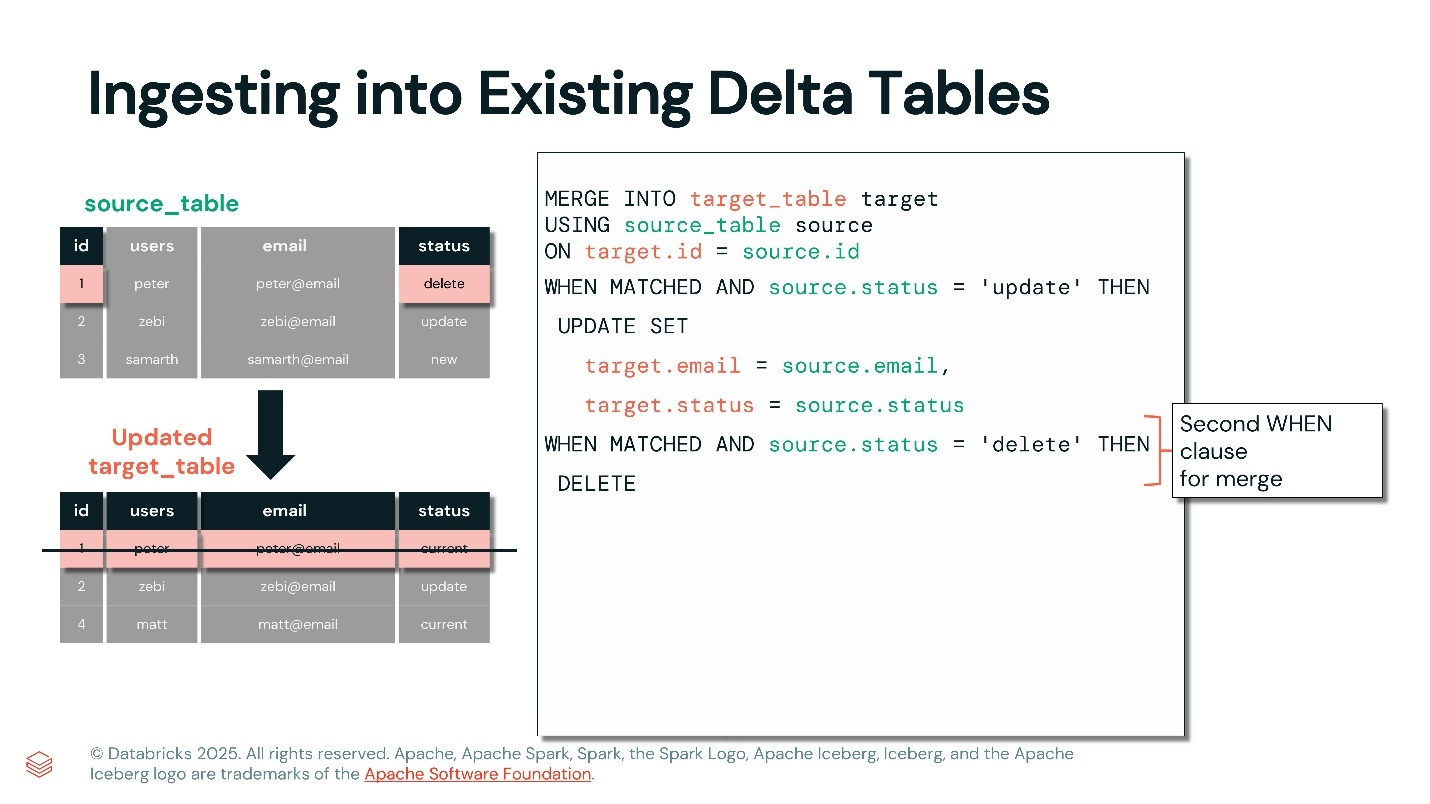 Ingesting into Existing Delta Tables
source_table
id users email status
1 peter peter@email delete
2 zebi zebi@email update
3 samarth samarth@email new
Updated
target_table
id users email status
1 peter peter@email current
2 zebi zebi@email update
4 matt matt@email current
MERGE INTO target_table target
USING source_table source
ON target.id = source.id
WHEN MATCHED AND source.status = 'update' THEN
UPDATE SET
target.email = source.email,
target.status = source.status
WHEN MATCHED AND source.status = 'delete' THEN
DELETE
Second WHEN
clause
for merge
© Databricks 2025. All rights reserved. Apache, Apache Spark, Spark, the Spark Logo, Apache Iceberg, Iceberg, and the Apache
Iceberg logo are trademarks of the Apache Software Foundation.